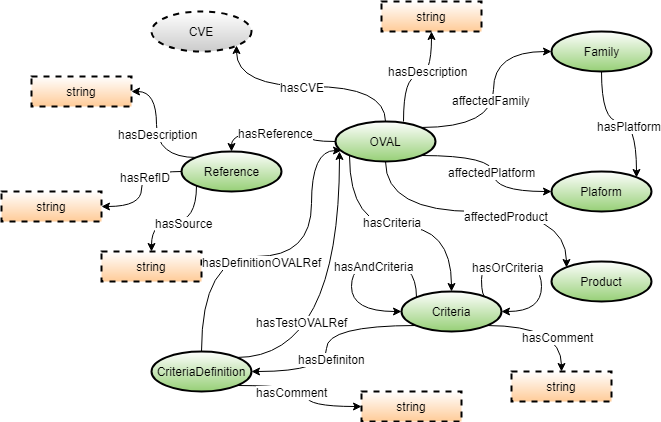 string
CVE
Family
hasDescription
hasCVE
string
affectedFamily
hasPlatform
hasDescription
hasReference
OVAL
Reference
affectedPlatform
hasRefID
Plaform
string
hasSource
hasCriteria
affectedProduct
string
hasDefinitionOVALRef
hasAndCriteria
hasOrCriteria
Product
Criteria
hasTestOVALRef
hasComment
hasDefiniton
CriteriaDefinition
string
hasComment
string